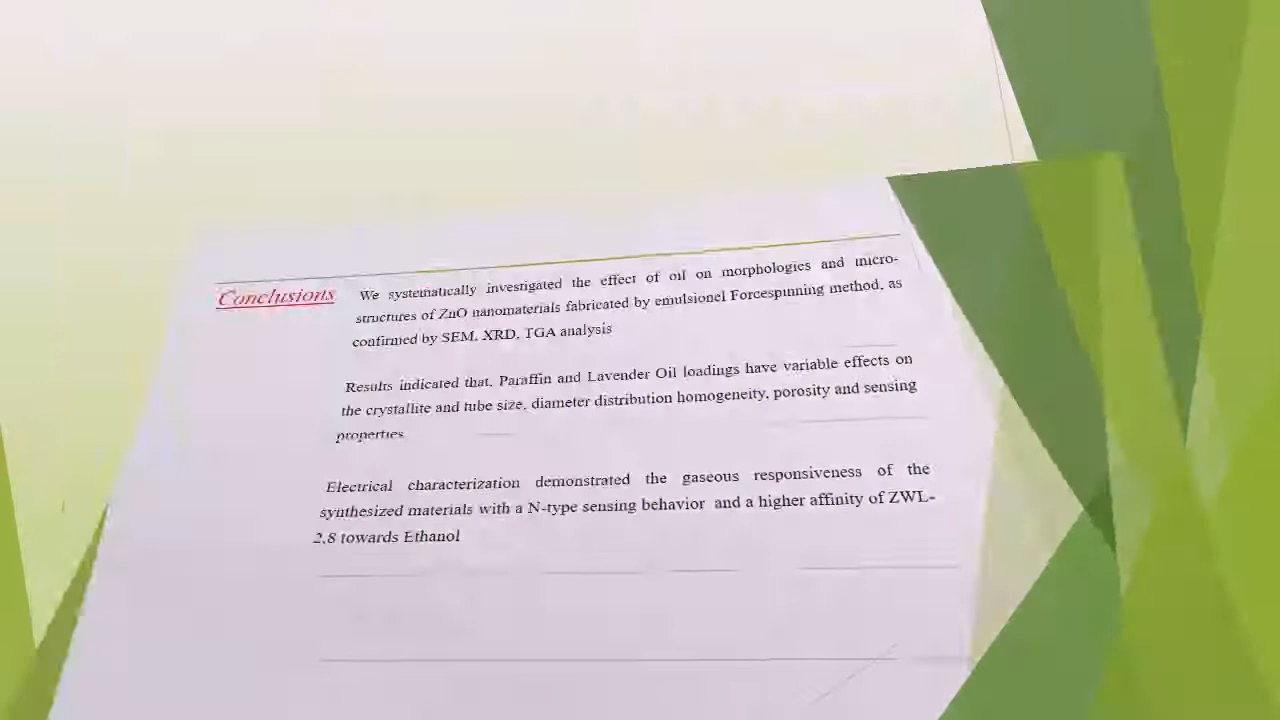 Conclusions
We systematically investigated the effect of oil on morphologies and micro-
structures of ZnO nanomaterials fabricated by emulsionel Forcespinning method, as
confirmed by SEM, XRD, TGA analysis
Results indicated that, Paraffin and Lavender Oil loadings have variable effects on
the crystallite and tube size, diameter distribution homogeneity, porosity and sensing
properties
Electrical characterization demonstrated the gaseous responsiveness of the
synthesized materials with a N-type sensing behavior and a higher affinity of ZWL-
2,8 towards Ethanol